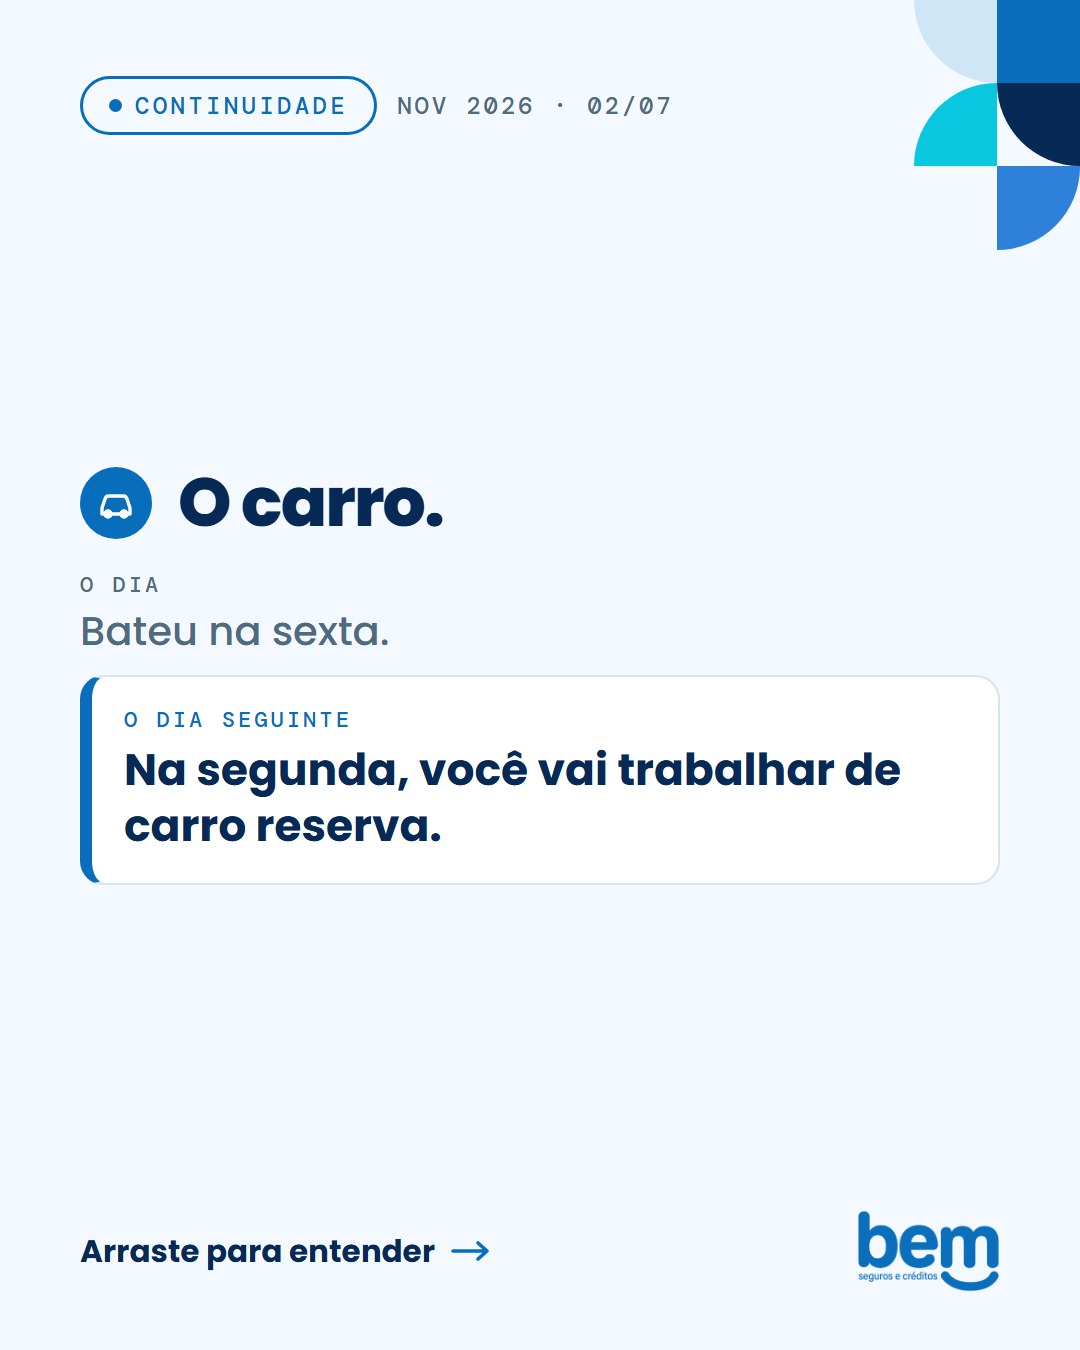 CONTINUIDADE
NOV 2026 · 02/07
O carro.
O DIA
Bateu na sexta.
O DIA SEGUINTE
Na segunda, você vai trabalhar de
carro reserva.
Arraste para entender →
bem
seguros e créditos